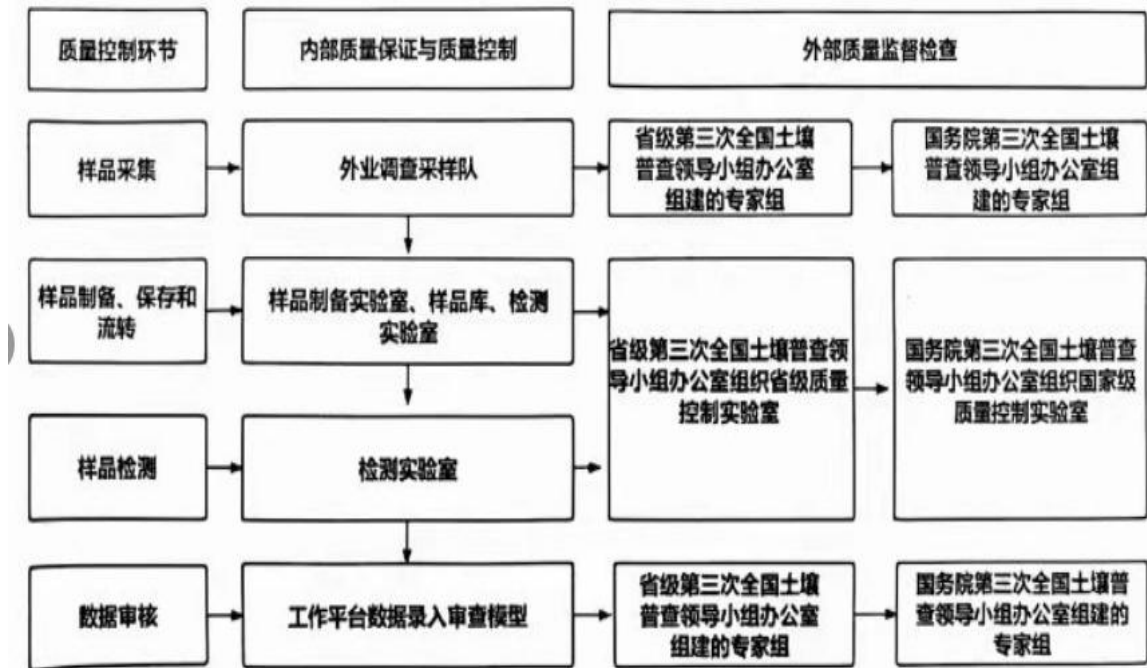 质量控制环节
内部质量保证与质量控制
外部质量监督检查
样品采集
外业调查采样队
省级第三次全国土壤
普查领导小组办公室
组建的专家组
国务院第三次全国土壤
普查领导小组办公室组
建的专家组
样品制备、保存和
流转
样品制备实验室、样品库、检测
实验室
省级第三次全国土壤普查领
导小组办公室组织省级质量
控制实验室
国务院第三次全国土壤普查
领导小组办公室组织国家级
质量控制实验室
样品检测
检测实验室
数据审核
工作平台数据录入审查模型
省级第三次全国土壤
普查领导小组办公室
组建的专家组
国务院第三次全国土壤普
查领导小组办公室组建的
专家组